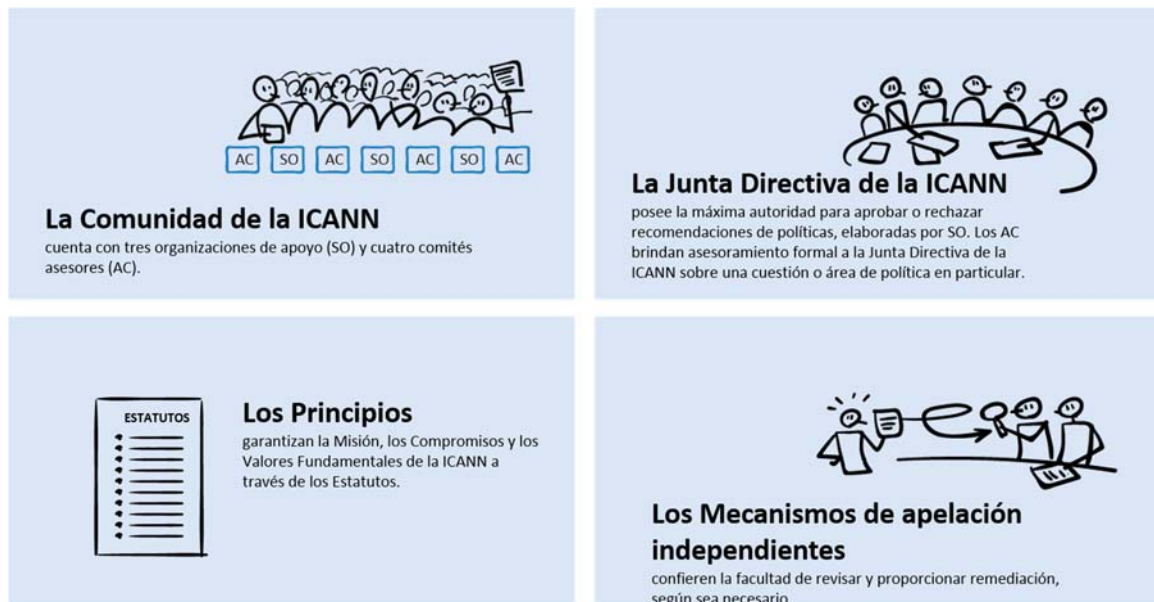 AC SO AC SO AC SO AC
La Comunidad de la ICANN
cuenta con tres organizaciones de apoyo (SO) y cuatro comités
asesores (AC).
La Junta Directiva de la ICANN
posee la máxima autoridad para aprobar o rechazar
recomendaciones de políticas, elaboradas por SO. Los AC
brindan asesoramiento formal a la Junta Directiva de la
ICANN sobre una cuestión o área de política en particular.
ESTATUTOS
Los Principios
garantizan la Misión, los Compromisos y los
Valores Fundamentales de la ICANN a
través de los Estatutos.
Los Mecanismos de apelación
independientes
confieren la facultad de revisar y proporcionar remediación,
según sea necesario